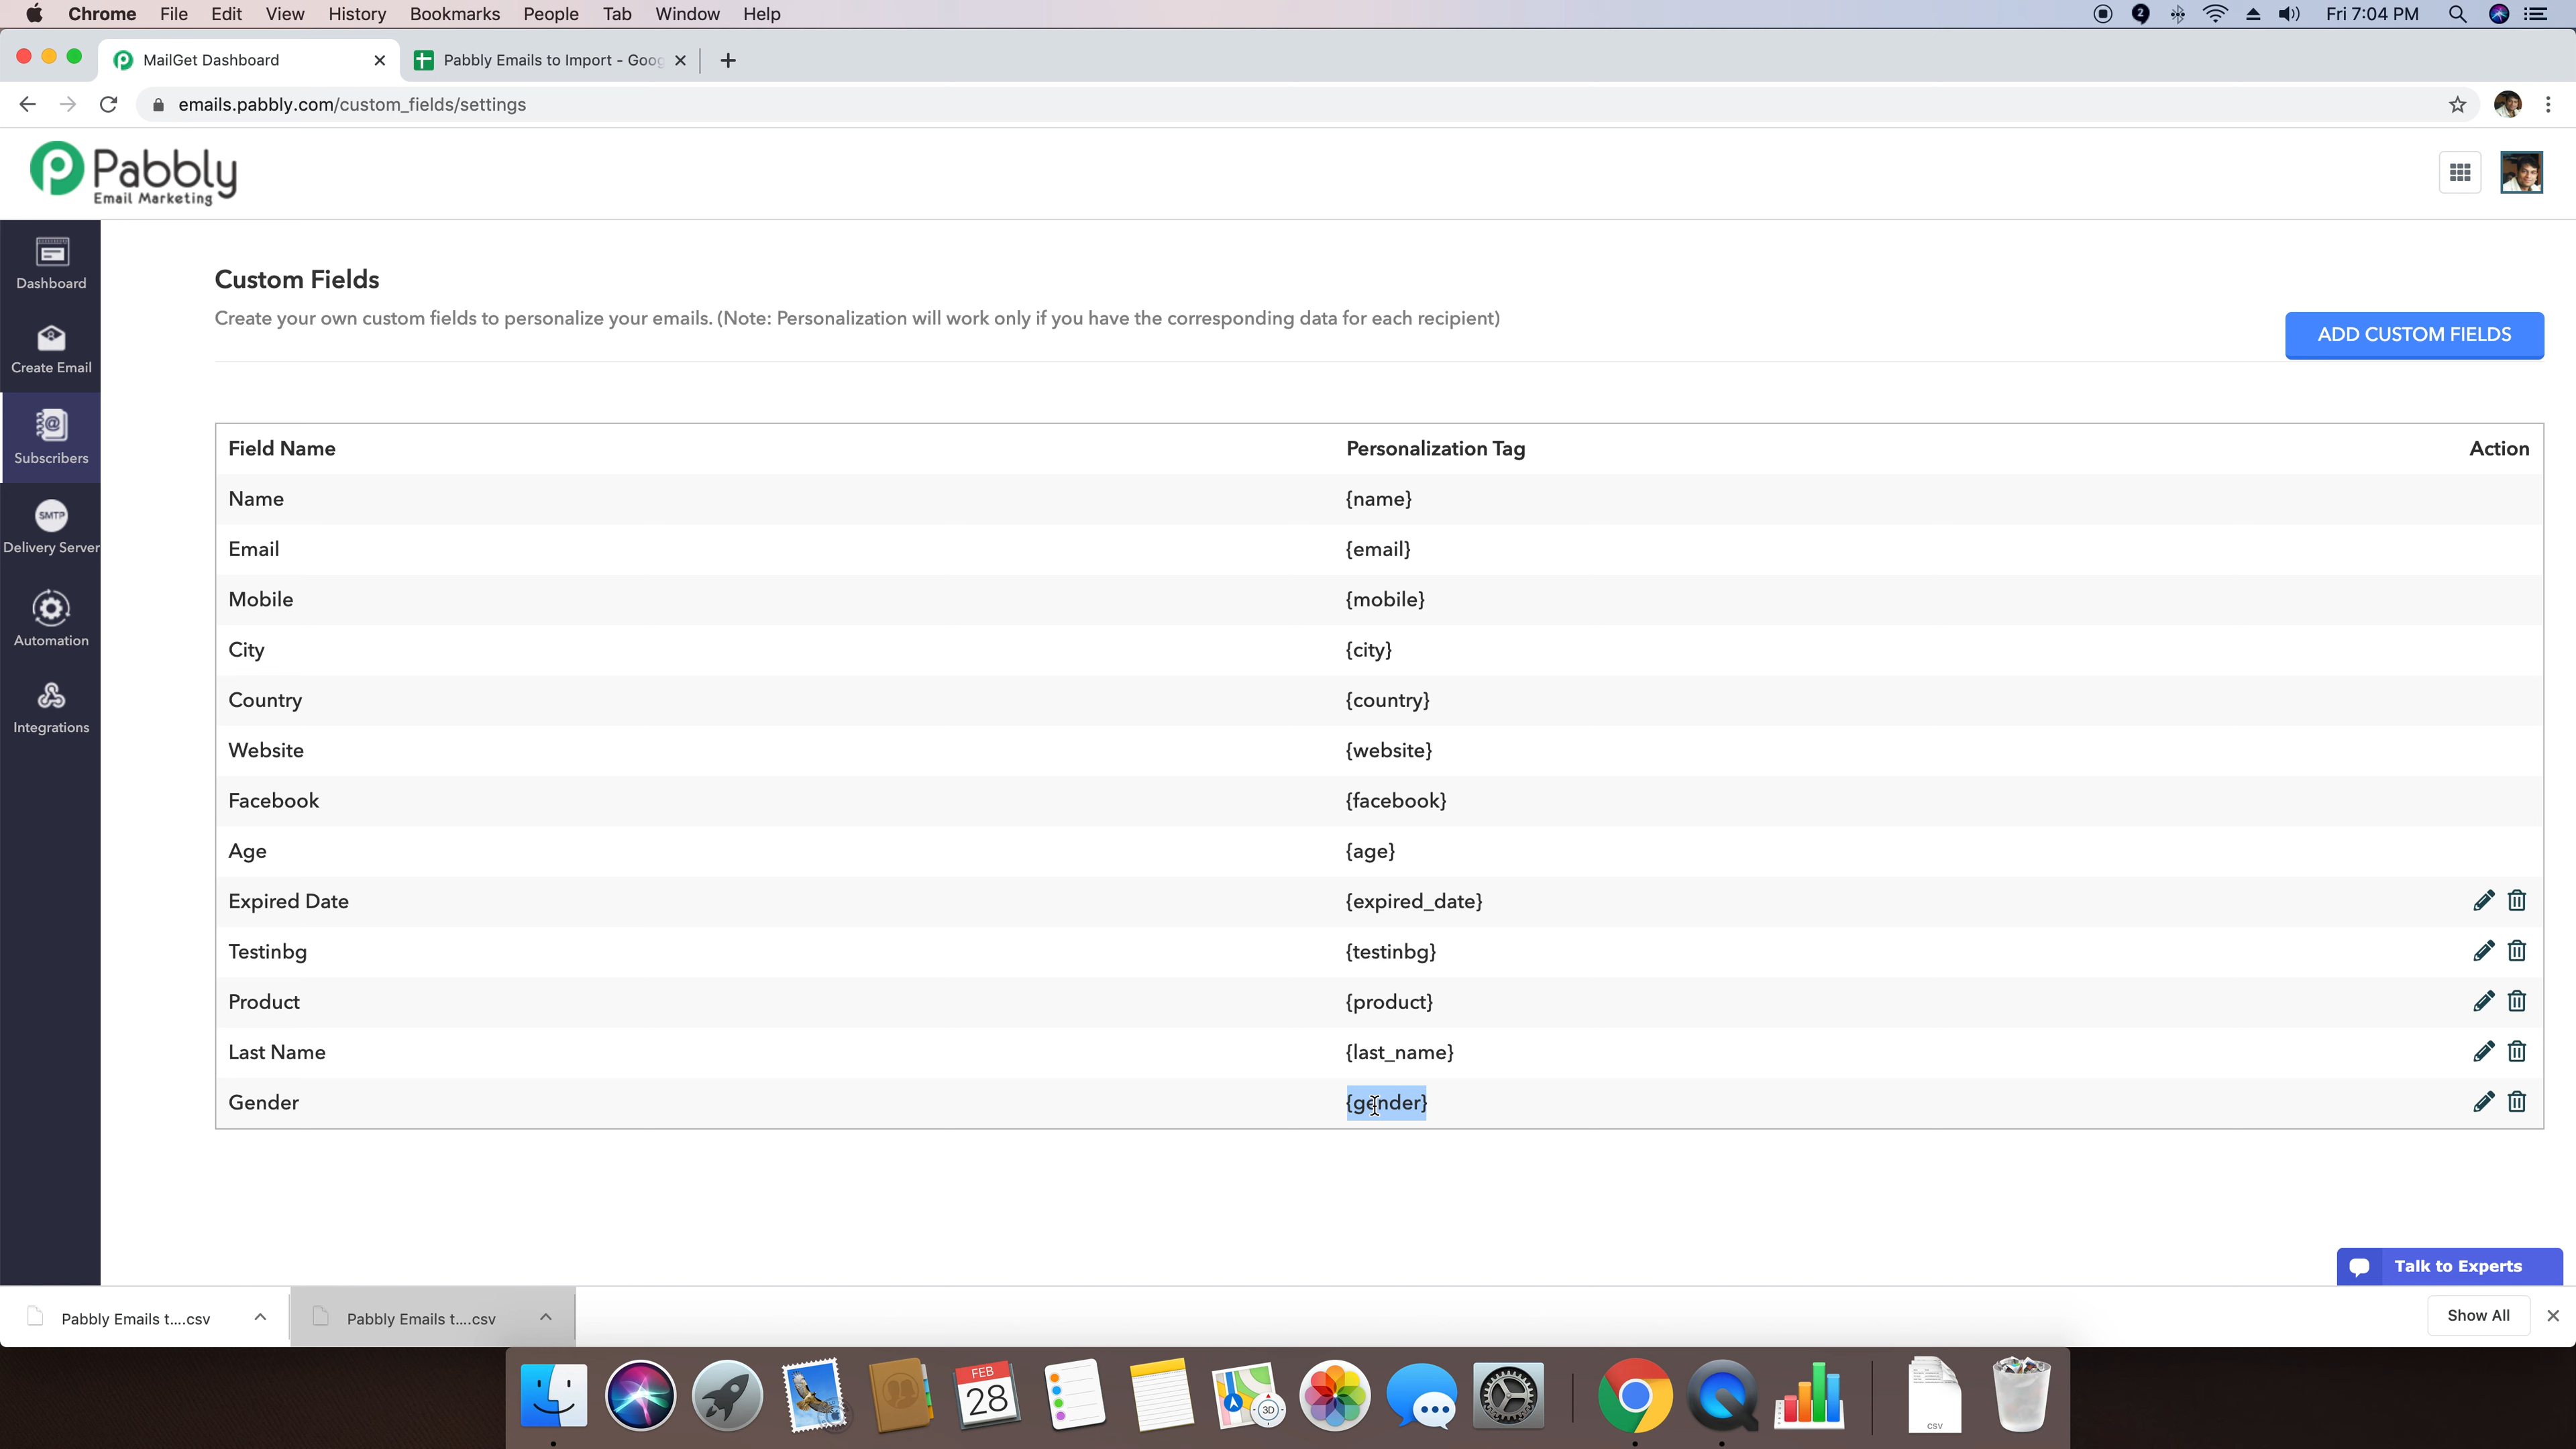 Chrome File Edit View History Bookmarks People Tab Window Help
2 Fri 7:04 PM
MailGet Dashboard
Pabbly Emails to Import - Goog
emails.pabbly.com/custom_fields/settings
Pabbly
Email Marketing
Dashboard
Create Email
Subscribers
SMTP
Delivery Server
Automation
Integrations
Custom Fields
Create your own custom fields to personalize your emails. (Note: Personalization will work only if you have the corresponding data for each recipient)
ADD CUSTOM FIELDS
Field Name Personalization Tag Action
Name {name}
Email {email}
Mobile {mobile}
City {city}
Country {country}
Website {website}
Facebook {facebook}
Age {age}
Expired Date {expired_date}
Testinbg {testinbg}
Product {product}
Last Name {last_name}
Gender {gender}
Talk to Experts
Pabbly Emails t....csv Pabbly Emails t....csv Show All
FEB
28
3D
CSV